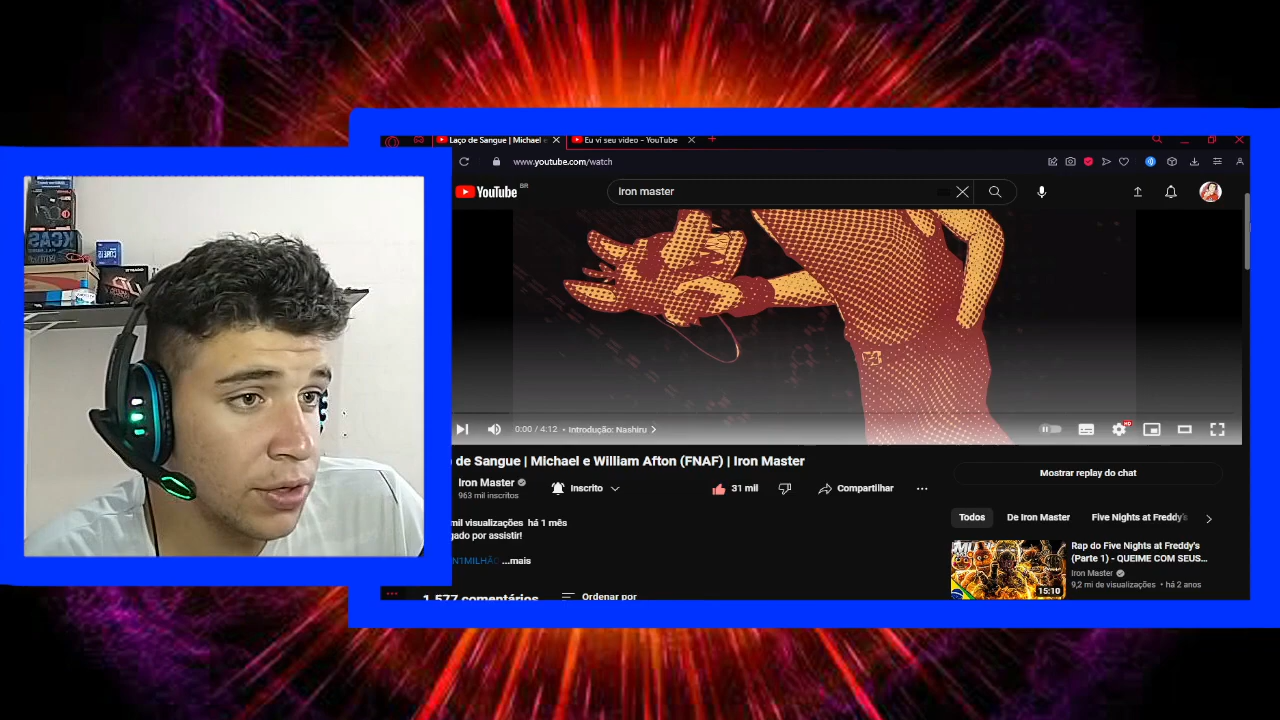 Laço de Sangue | Michael e
Eu vi seu video - YouTube
www.youtube.com/watch
YouTube BR
Iron master
0:00 / 4:12 • Introdução: Nashiru
HD
de Sangue | Michael e William Afton (FNAF) | Iron Master
Iron Master
963 mil inscritos
Inscrito
31 mil
Compartilhar
mil visualizações há 1 mês
gado por assistir!
N1MILHÃO
...mais
1.577 comentários
Ordenar por
Mostrar replay do chat
Todos
De Iron Master
Five Nights at Freddy's
Rap do Five Nights at Freddy's
(Parte 1) - QUEIME COM SEUS...
Iron Master
9,2 mi de visualizações • há 2 anos
15:10